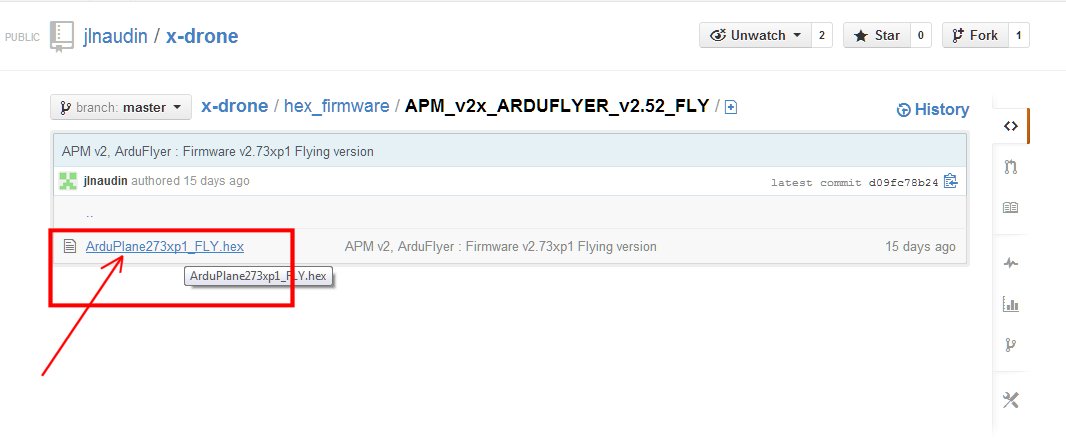 PUBLIC jlnaudin / x-drone Unwatch 2 Star 0 Fork 1
branch: master x-drone / hex_firmware / APM_v2x_ARDUFLYER_v2.52_FLY / History
APM v2, ArduFlyer : Firmware v2.73xp1 Flying version
jlnaudin authored 15 days ago latest commit d09fc78b24
..
ArduPlane273xp1_FLY.hex APM v2, ArduFlyer : Firmware v2.73xp1 Flying version 15 days ago
ArduPlane273xp1_FLY.hex